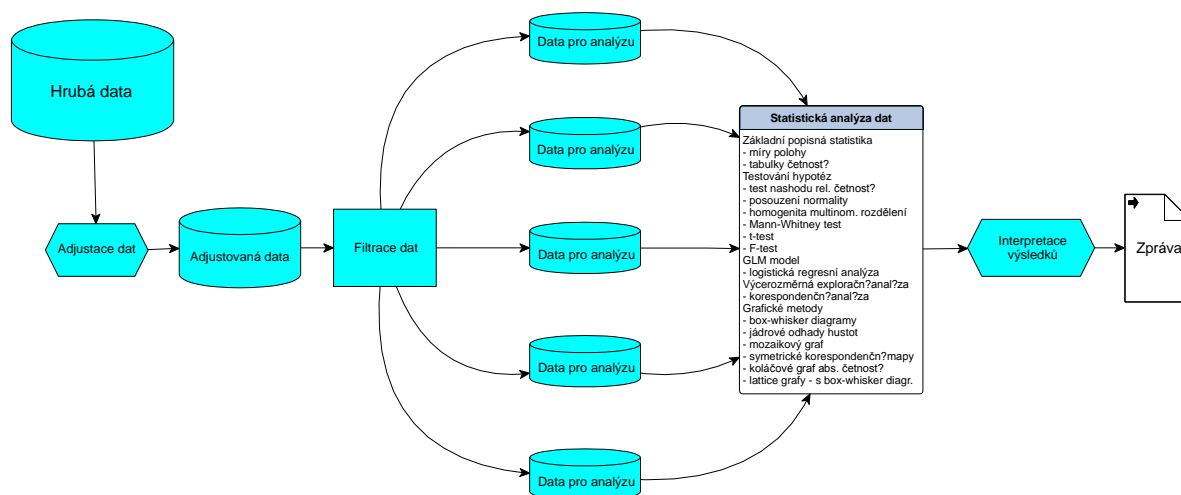 Hrubá data
Adjustace dat
Adjustovaná data
Filtrace dat
Data pro analýzu
Data pro analýzu
Data pro analýzu
Data pro analýzu
Data pro analýzu
Statistická analýza dat
Základní popisná statistika
- míry polohy
- tabulky četnost?
Testování hypotéz
- test nashodu rel. četnost?
- posouzení normality
- homogenita multinom. rozdělení
- Mann-Whitney test
- t-test
- F-test
GLM model
- logistická regresní analýza
Výcerozměrná exploračn?anal?za
- korespondenčn?anal?za
Grafické metody
- box-whisker diagramy
- jádrové odhady hustot
- mozaikový graf
- symetrické korespondenčn?mapy
- koláčové graf abs. četnost?
- lattice grafy - s box-whisker diagr.
Interpretace
výsledků
Zpráva